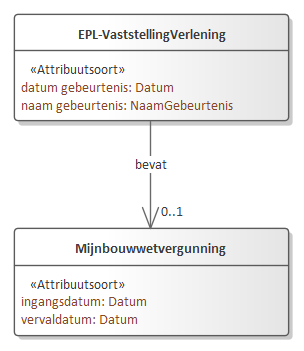 EPL-VaststellingVerlening
«Attribuutsoort»
datum gebeurtenis: Datum
naam gebeurtenis: NaamGebeurtenis
bevat
0..1
Mijnbouwwetvergunning
«Attribuutsoort»
ingangsdatum: Datum
vervaldatum: Datum